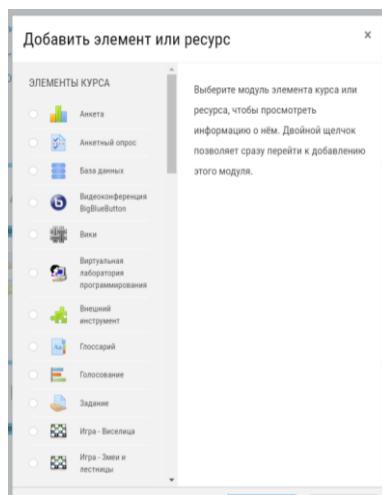 Добавить элемент или ресурс
×
ЭЛЕМЕНТЫ КУРСА
Анкета
Анкетный опрос
База данных
Видеоконференция
BigBlueButton
Вики
Виртуальная
лаборатория
программирования
Внешний
инструмент
Глоссарий
Голосование
Задание
Игра - Виселица
Игра - Змеи и
лестницы
Выберите модуль элемента курса или
ресурса, чтобы просмотреть
информацию о нём. Двойной щелчок
позволяет сразу перейти к добавлению
этого модуля.